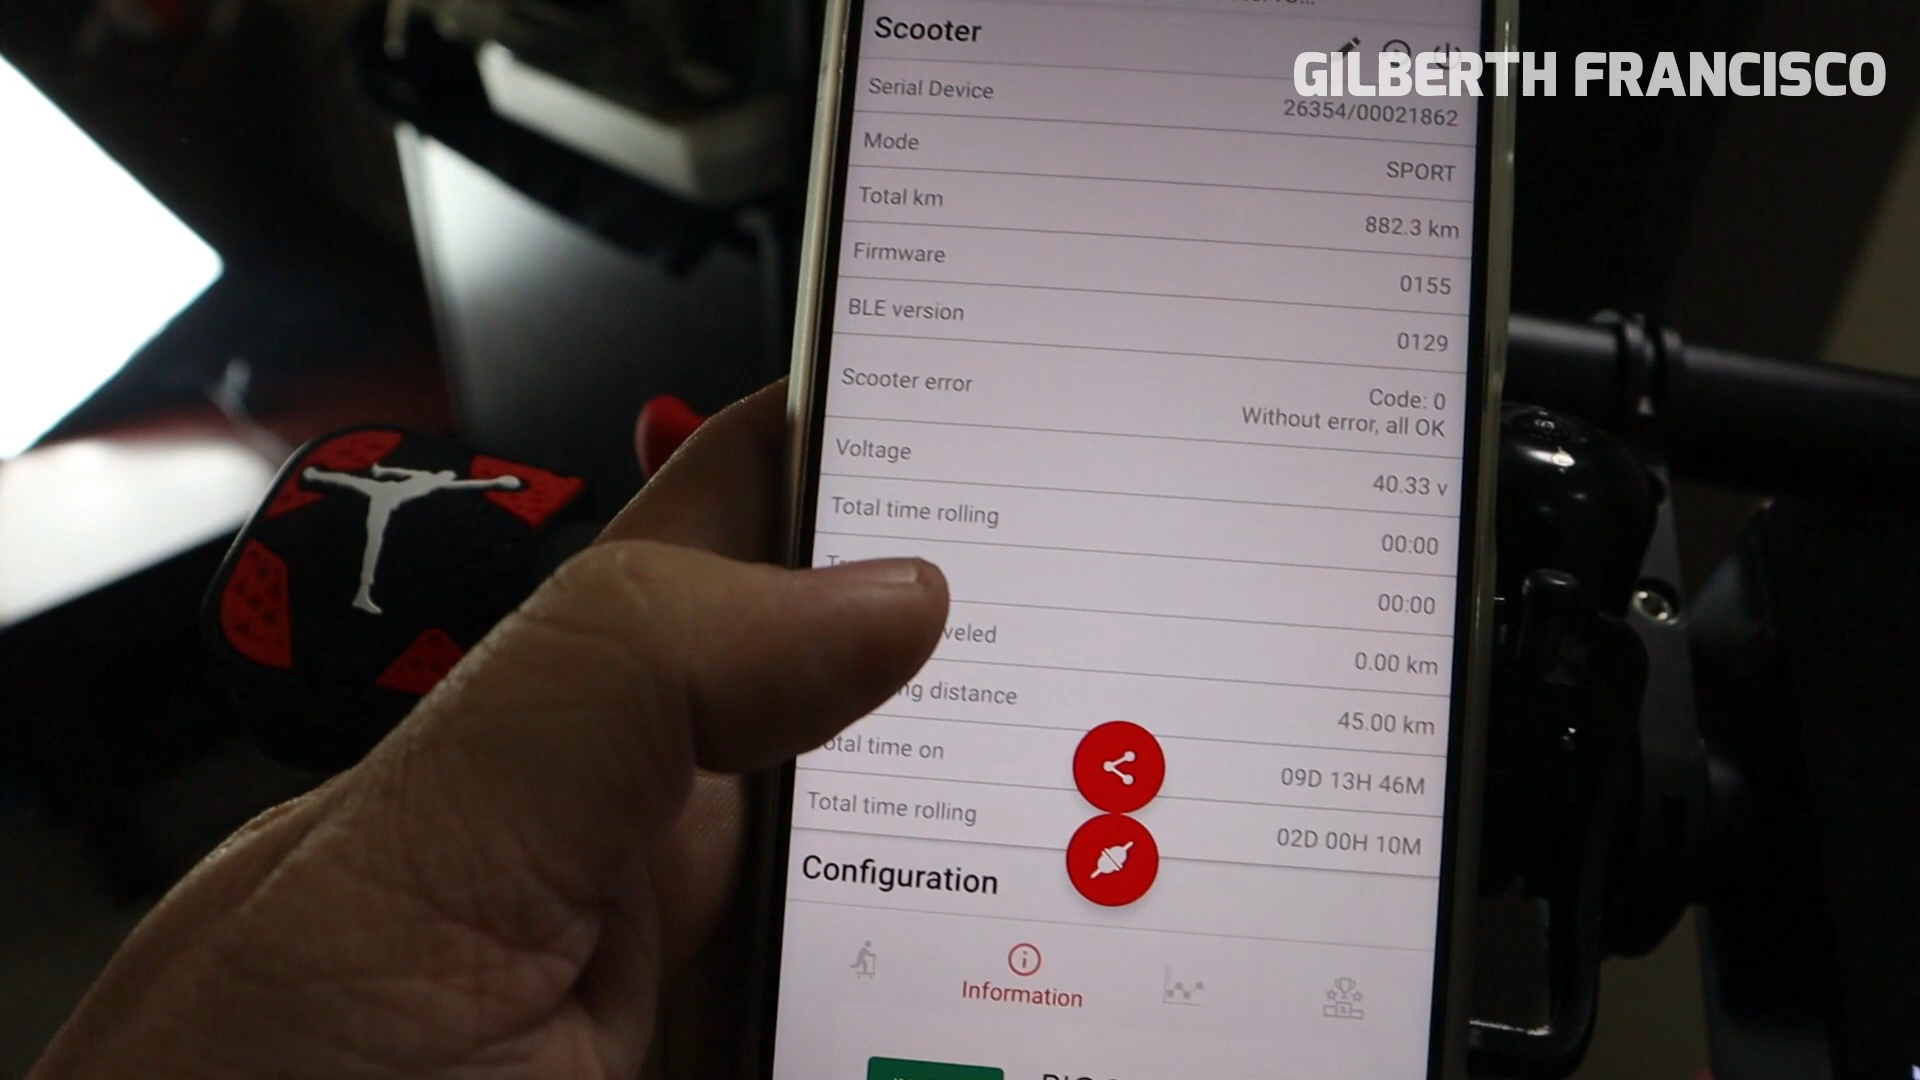 Scooter
GILBERTH FRANCISCO
Serial Device
26354/00021862
Mode
SPORT
Total km
882.3 km
Firmware
0155
BLE version
0129
Scooter error
Code: 0
Without error, all OK
Voltage
40.33 v
Total time rolling
00:00
00:00
veled
0.00 km
ng distance
45.00 km
otal time on
09D 13H 46M
Total time rolling
02D 00H 10M
Configuration
Information